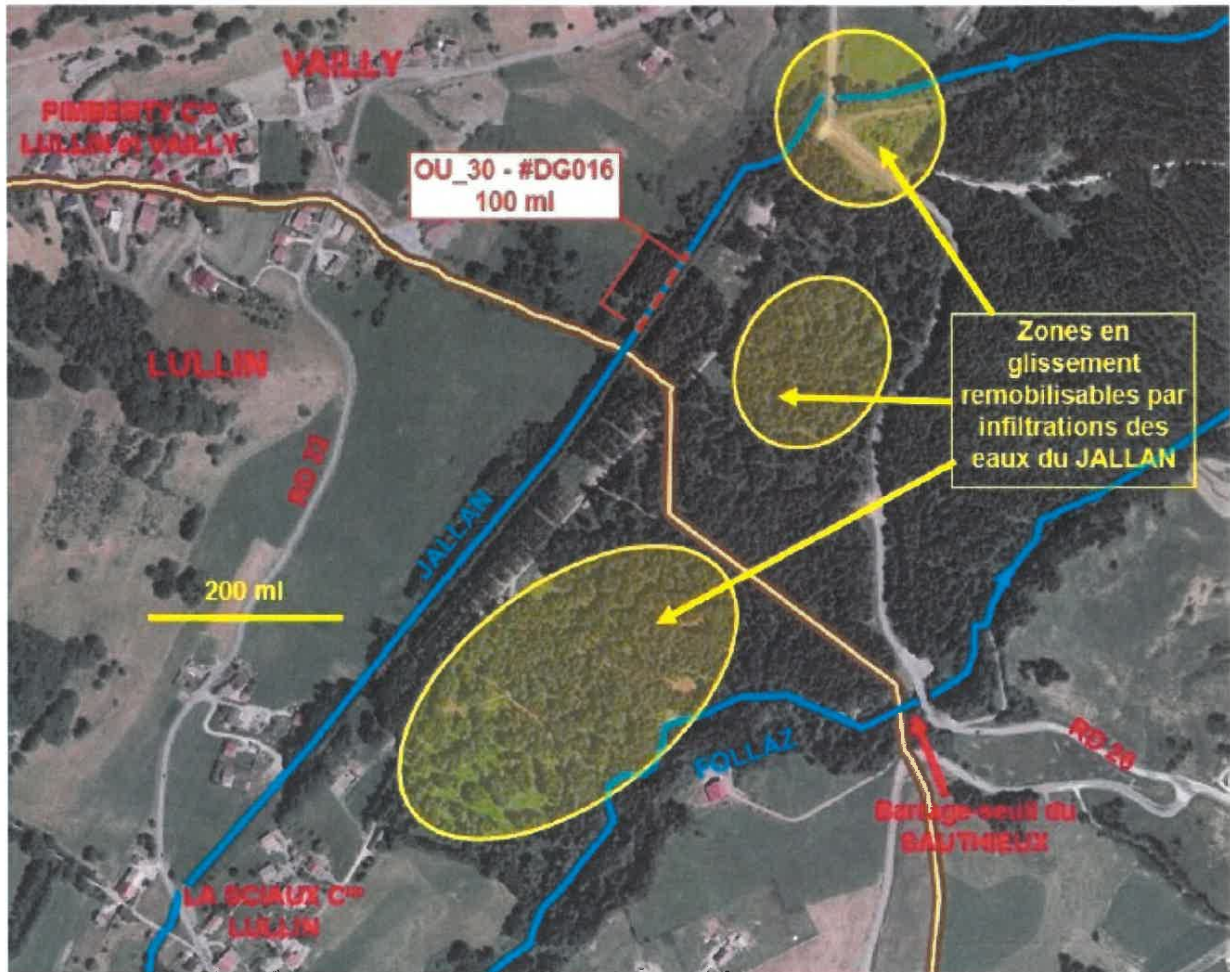 VAILLY
PIMBERTY Cne
LULLIN et VAILLY
OU_30 - #DG016
100 ml
LULLIN
RD 22
Zones en
glissement
remobilisables par
infiltrations des
eaux du JALLAN
JALLAN
200 ml
FOLLAZ
RD 26
Barrage-seuil du
SAUTHIEUX
LA SCIAUX Cne
LULLIN